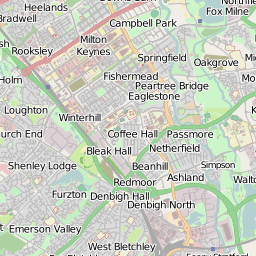 Heelands
Bradwell
Campbell Park
Fox Milne
Rooksley
Milton
Keynes
Springfield
Oakgrove
Holm
Fishermead
Peartree Bridge
Eaglestone
Loughton
Winterhill
Church End
Coffee Hall
Passmore
Bleak Hall
Netherfield
Shenley Lodge
Beanhill
Simpson
Redmoor
Ashland
Walto
Furzton
Denbigh Hall
Denbigh North
Emerson Valley
West Bletchley